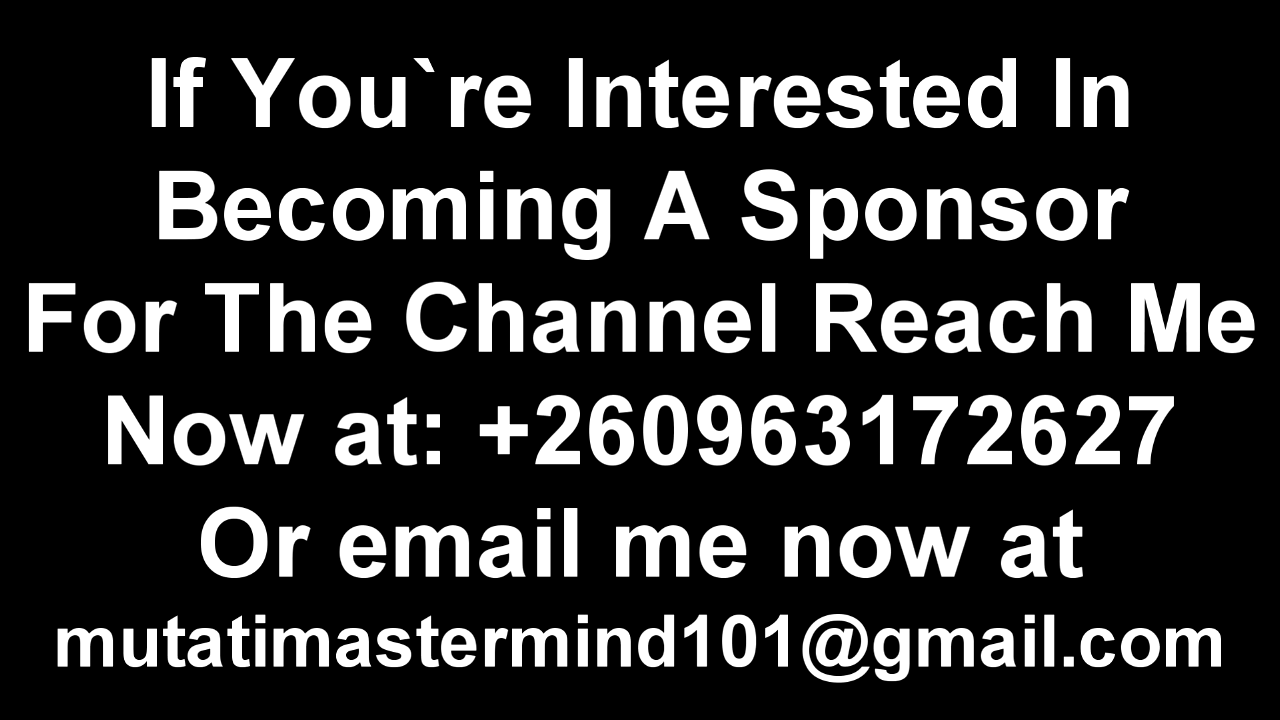 If You`re Interested In
Becoming A Sponsor
For The Channel Reach Me
Now at: +260963172627
Or email me now at
mutatimastermind101@gmail.com